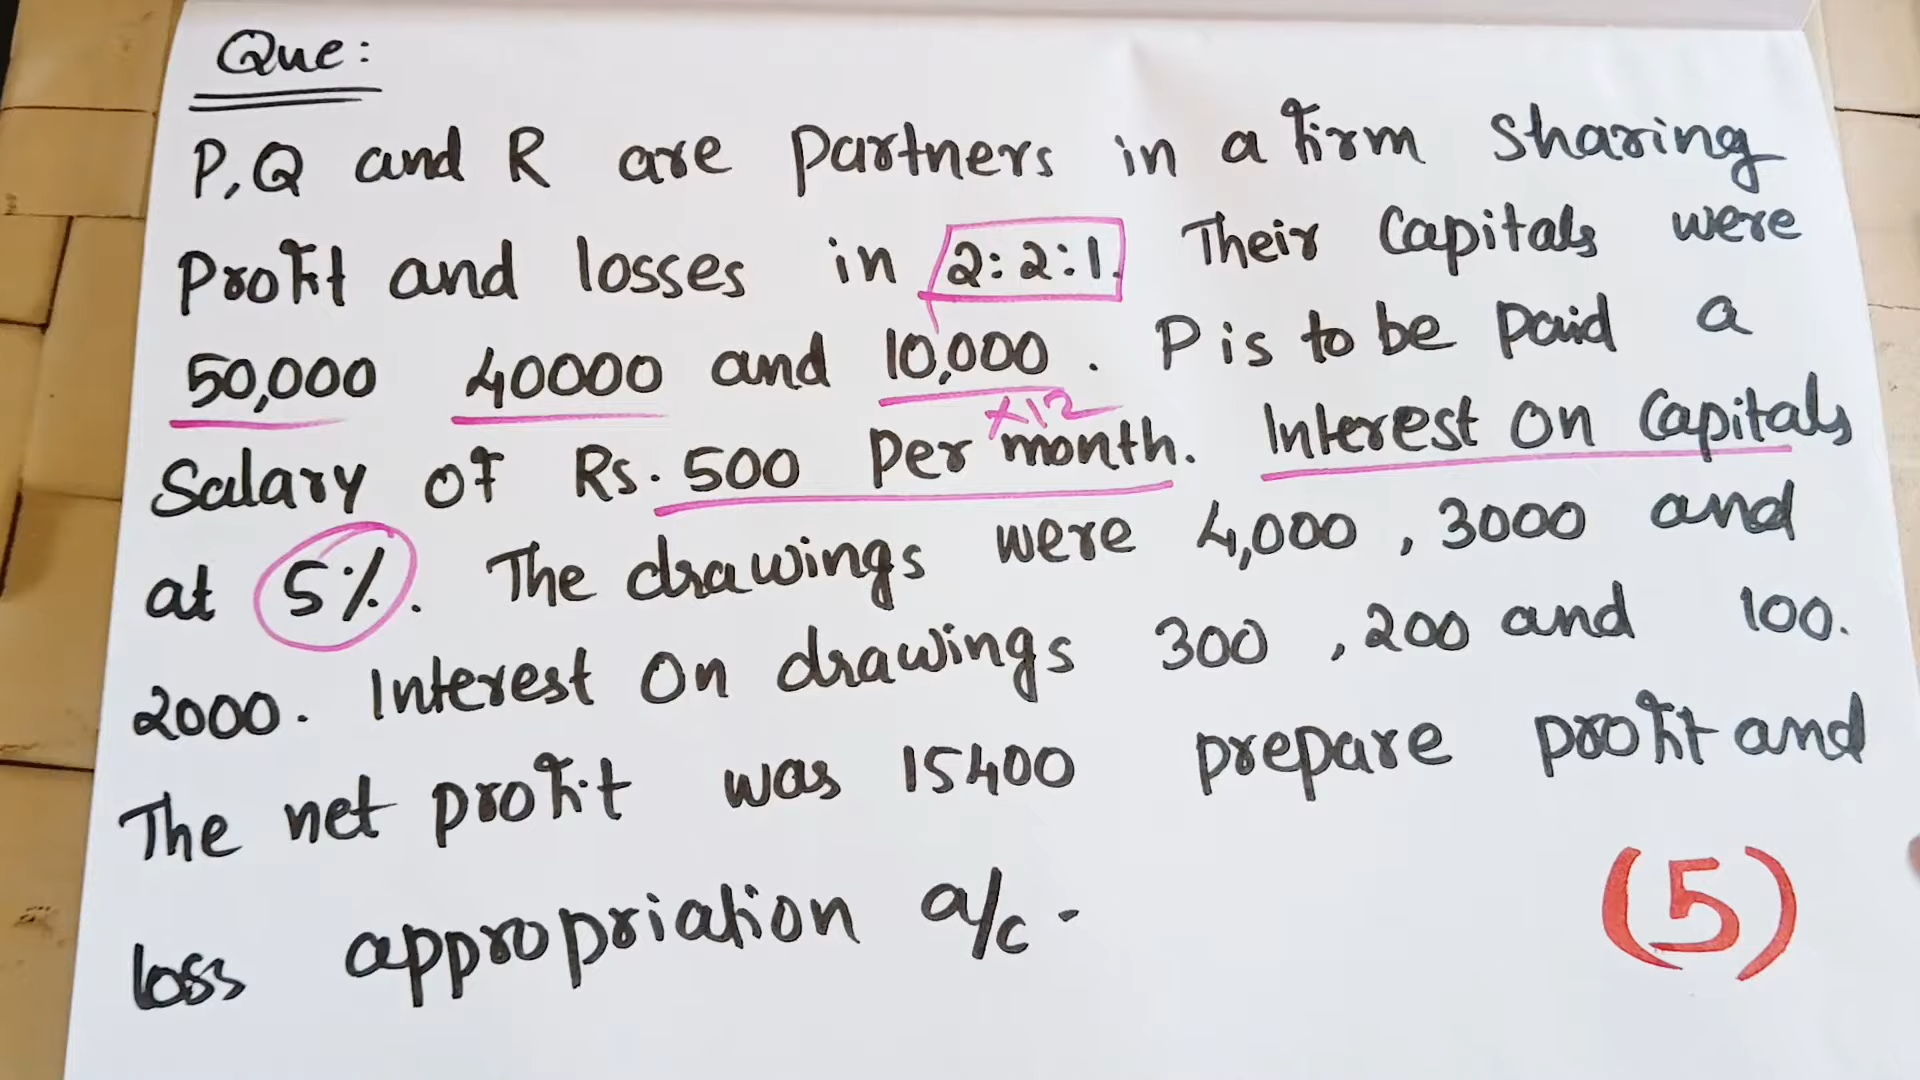 Que:
P,Q and R are Partners in a firm Sharing
Profit and losses in 2:2:1. Their Capitals were
50,000 40000 and 10,000. P is to be paid a
×12
Salary of Rs. 500 Per month. Interest on Capitals
at 5%. The drawings were 4,000, 3000 and
2000. Interest on drawings 300, 200 and 100.
The net profit was 15400 prepare profit and
loss appropriation a/c.
(5)